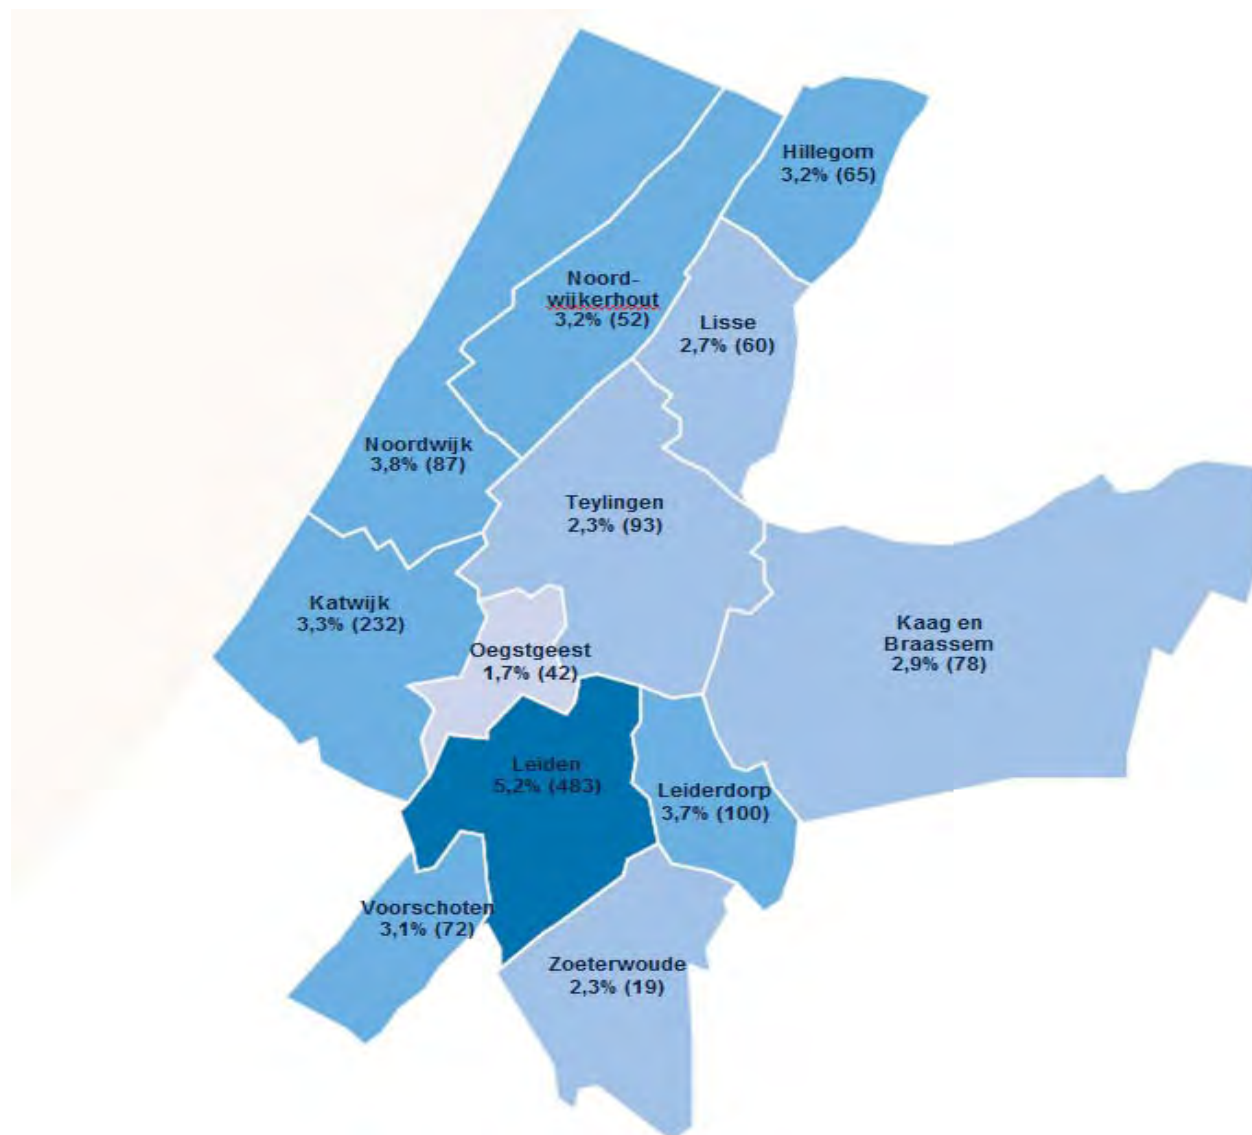 Hillegom
3,2% (65)
Noord-
wijkerhout
3,2% (52)
Lisse
2,7% (60)
Noordwijk
3,8% (87)
Teylingen
2,3% (93)
Katwijk
3,3% (232)
Oegstgeest
1,7% (42)
Kaag en
Braassem
2,9% (78)
Leiden
5,2% (483)
Leiderdorp
3,7% (100)
Voorschoten
3,1% (72)
Zoeterwoude
2,3% (19)